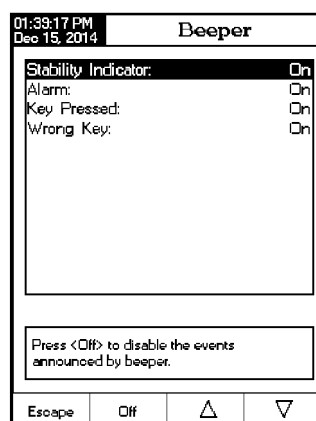 01:39:17 PM
Dec 15, 2014
Beeper
Stability Indicator: On
Alarm: On
Key Pressed: On
Wrong Key: On
Press <Off> to disable the events
announced by beeper.
Escape Off △ ▽